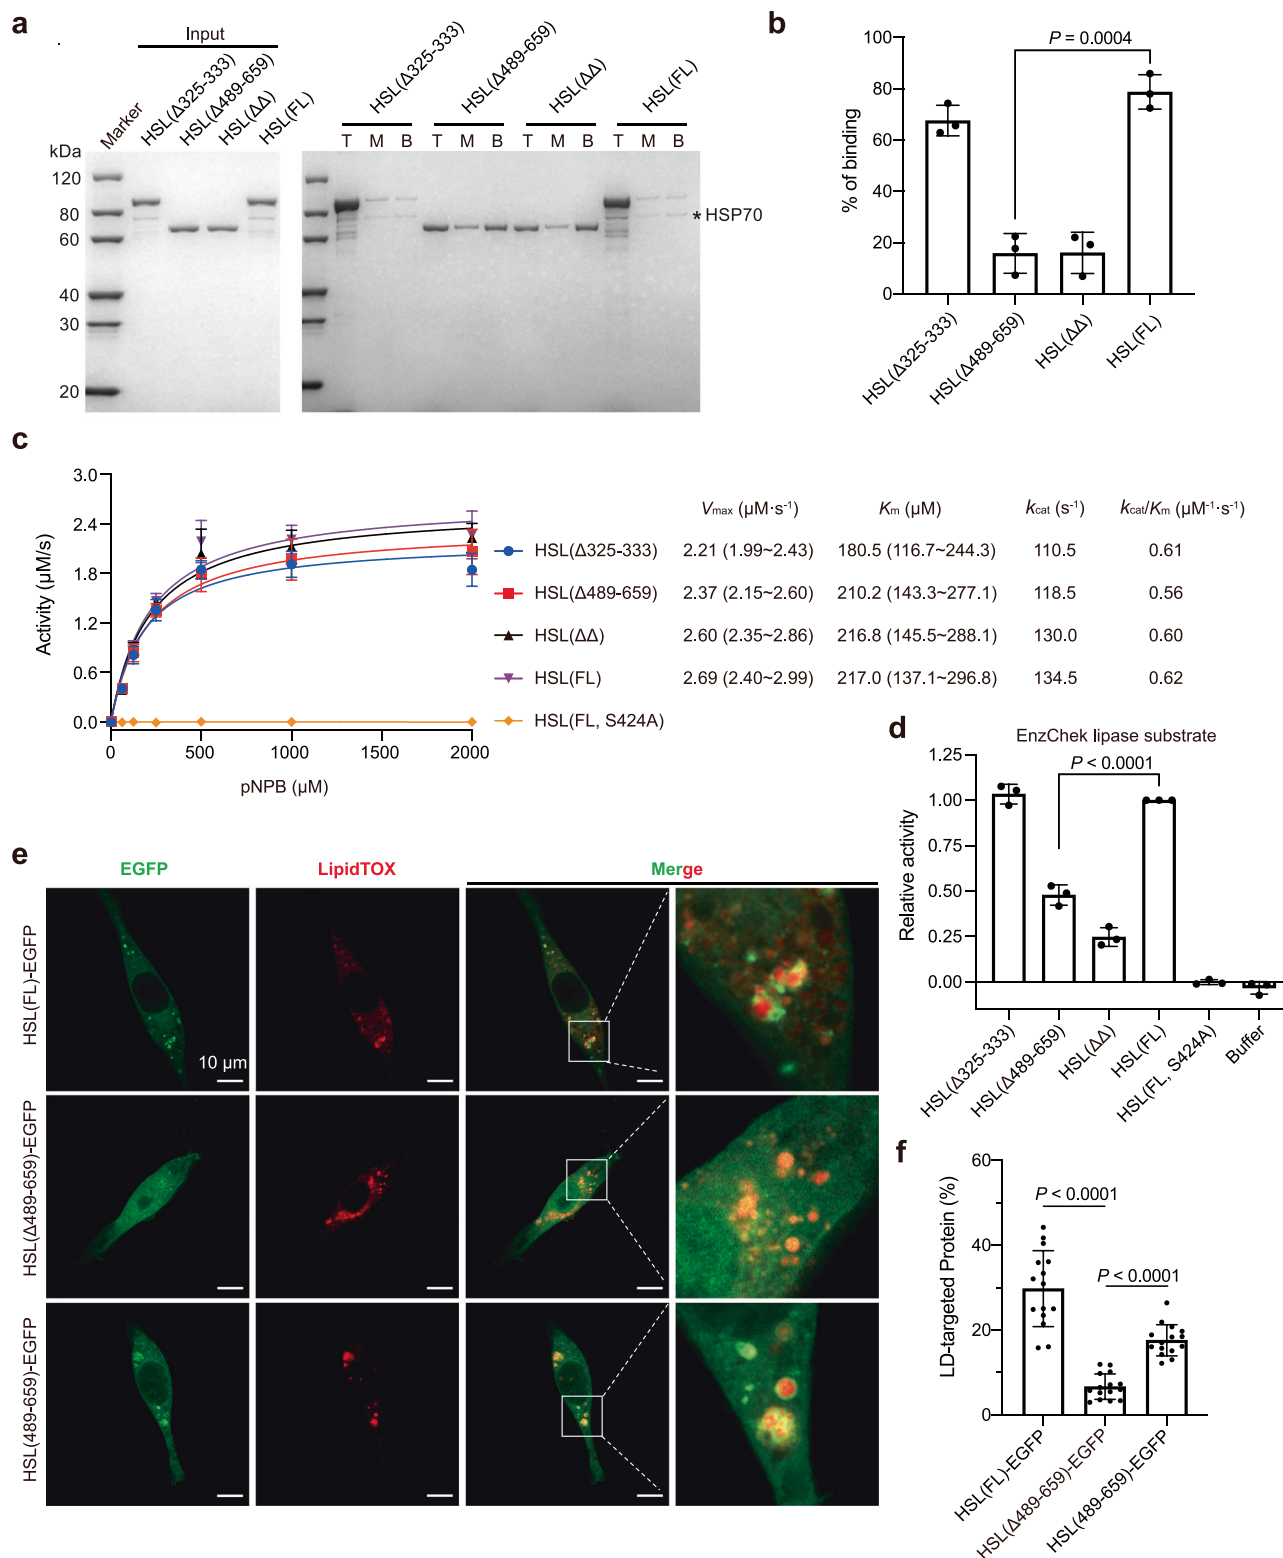 a
Input
Marker
HSL(Δ325-333)
HSL(Δ489-659)
HSL(ΔΔ)
HSL(FL)
HSL(Δ325-333)
HSL(Δ489-659)
HSL(ΔΔ)
HSL(FL)
T M B T M B T M B T M B
kDa
120
80
60
40
30
20
* HSP70
b
P = 0.0004
% of binding
100
80
60
40
20
0
HSL(Δ325-333)
HSL(Δ489-659)
HSL(ΔΔ)
HSL(FL)
c
Activity (μM/s)
3.0
2.4
1.8
1.2
0.6
0.0
0 500 1000 1500 2000
pNPB (μM)
Vmax (μM·s-1) Km (μM) kcat (s-1) kcat/Km (μM-1·s-1)
HSL(Δ325-333) 2.21 (1.99~2.43) 180.5 (116.7~244.3) 110.5 0.61
HSL(Δ489-659) 2.37 (2.15~2.60) 210.2 (143.3~277.1) 118.5 0.56
HSL(ΔΔ) 2.60 (2.35~2.86) 216.8 (145.5~288.1) 130.0 0.60
HSL(FL) 2.69 (2.40~2.99) 217.0 (137.1~296.8) 134.5 0.62
HSL(FL, S424A)
d
EnzChek lipase substrate
P < 0.0001
Relative activity
1.25
1.00
0.75
0.50
0.25
0.00
HSL(Δ325-333)
HSL(Δ489-659)
HSL(ΔΔ)
HSL(FL)
HSL(FL, S424A)
Buffer
e
EGFP LipidTOX Merge
HSL(FL)-EGFP
10 μm
HSL(Δ489-659)-EGFP
HSL(489-659)-EGFP
f
LD-targeted Protein (%)
60
40
20
0
P < 0.0001
P < 0.0001
HSL(FL)-EGFP
HSL(Δ489-659)-EGFP
HSL(489-659)-EGFP